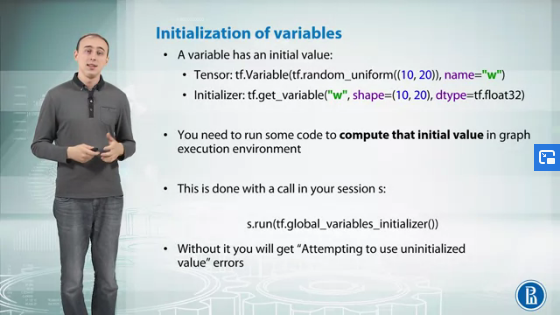 Initialization of variables
• A variable has an initial value:
• Tensor: tf.Variable(tf.random_uniform((10, 20)), name="w")
• Initializer: tf.get_variable("w", shape=(10, 20), dtype=tf.float32)
• You need to run some code to compute that initial value in graph
execution environment
• This is done with a call in your session s:
s.run(tf.global_variables_initializer())
• Without it you will get “Attempting to use uninitialized
value” errors